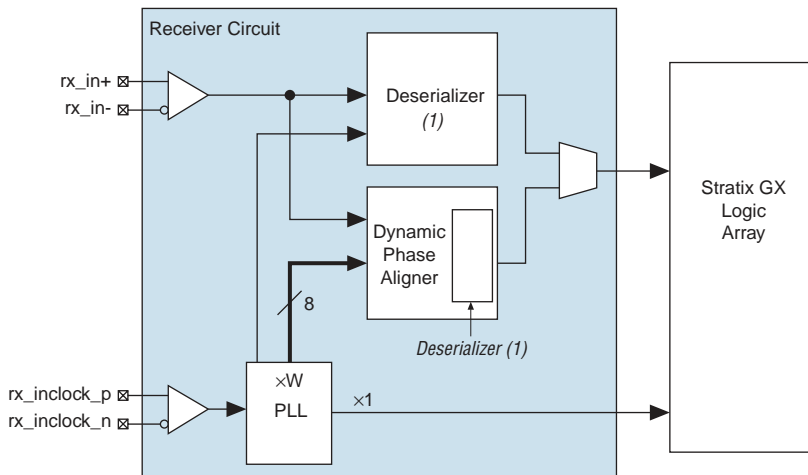 Receiver Circuit
rx_in+
rx_in-
Deserializer
(1)
Stratix GX
Logic
Array
Dynamic
Phase
Aligner
8
Deserializer (1)
rx_inclock_p
rx_inclock_n
×W
PLL
×1